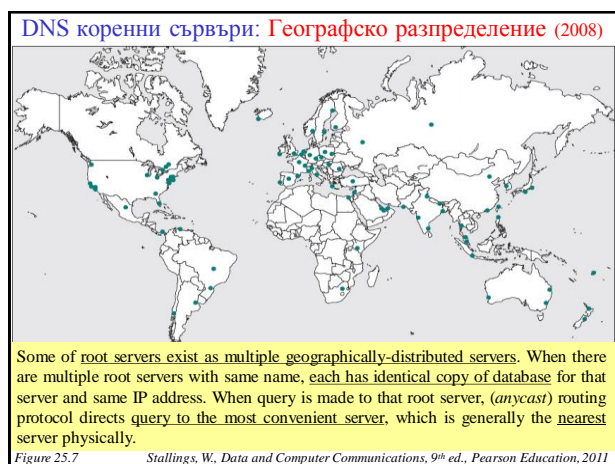 DNS коренни сървъри: Географско разпределение (2008)
Some of root servers exist as multiple geographically-distributed servers. When there
are multiple root servers with same name, each has identical copy of database for that
server and same IP address. When query is made to that root server, (anycast) routing
protocol directs query to the most convenient server, which is generally the nearest
server physically.
Figure 25.7 Stallings, W., Data and Computer Communications, 9th ed., Pearson Education, 2011